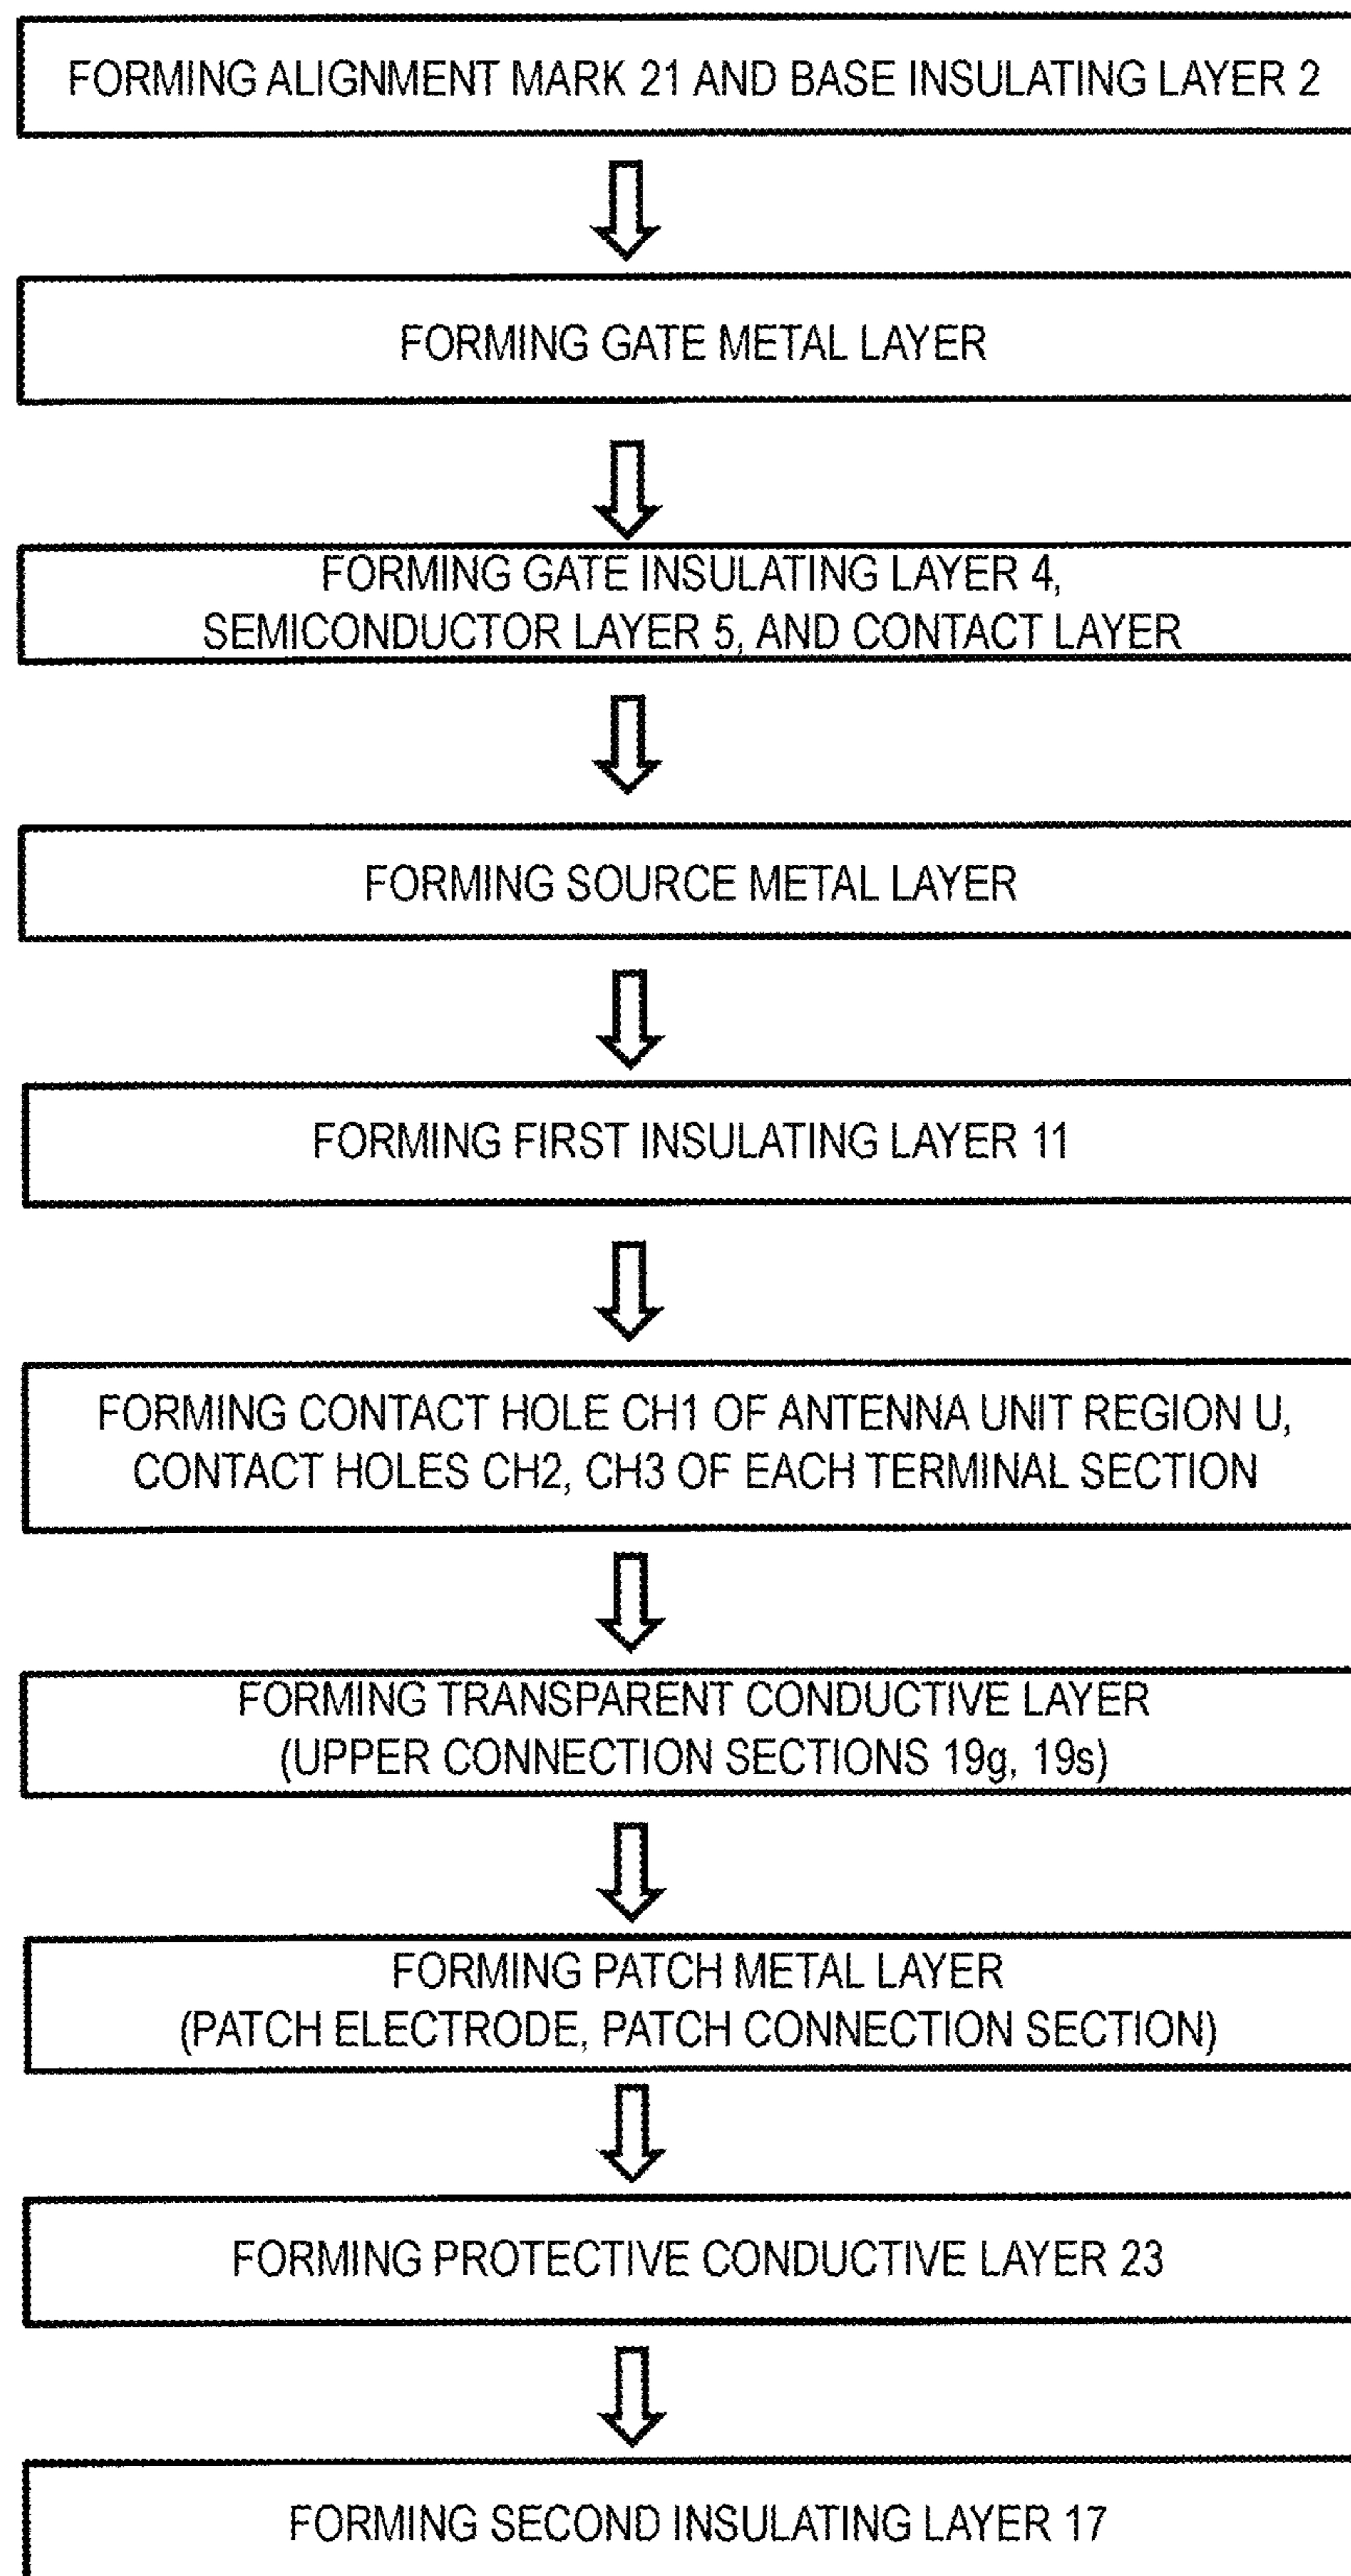 FORMING ALIGNMENT MARK 21 AND BASE INSULATING LAYER 2
FORMING GATE METAL LAYER
FORMING GATE INSULATING LAYER 4,
SEMICONDUCTOR LAYER 5, AND CONTACT LAYER
FORMING SOURCE METAL LAYER
FORMING FIRST INSULATING LAYER 11
FORMING CONTACT HOLE CH1 OF ANTENNA UNIT REGION U,
CONTACT HOLES CH2, CH3 OF EACH TERMINAL SECTION
FORMING TRANSPARENT CONDUCTIVE LAYER
(UPPER CONNECTION SECTIONS 19g, 19s)
FORMING PATCH METAL LAYER
(PATCH ELECTRODE, PATCH CONNECTION SECTION)
FORMING PROTECTIVE CONDUCTIVE LAYER 23
FORMING SECOND INSULATING LAYER 17